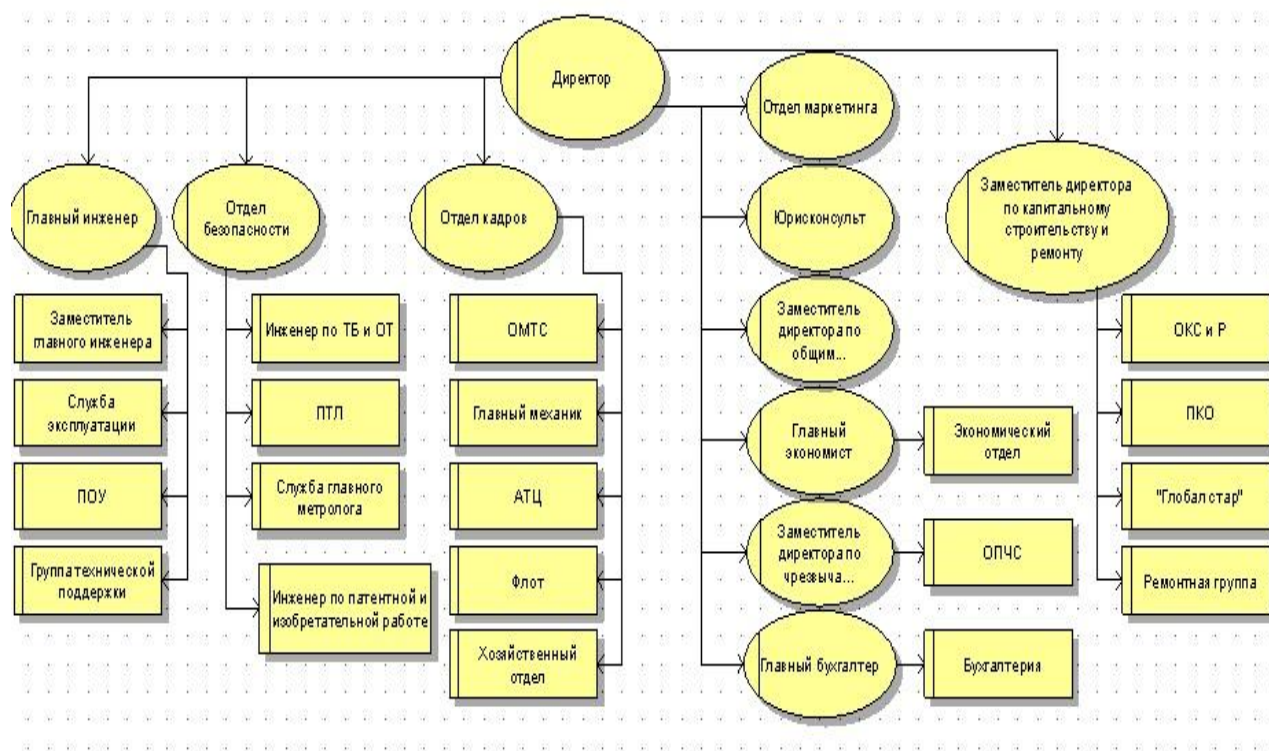 Директор
Отдел маркетинга
Главный инженер
Отдел
безопасности
Отдел кадров
Юрисконсульт
Заместитель директора
по капитальному
строительству и
ремонту
Заместитель
главного инженера
Служба
эксплуатации
ПОУ
Группа технической
поддержки
Инженер по ТБ и ОТ
ПТЛ
Служба главного
метролога
Инженер по патентной и
изобретательной работе
ОМТС
Главный механик
АТЦ
Флот
Хозяйственный
отдел
Заместитель
директора по
общим...
Главный
экономист
Экономический
отдел
Заместитель
директора по
чрезвыча...
ОПЧС
Главный бухгалтер
Бухгалтерия
ОКС и Р
ПКО
"Глобал стар"
Ремонтная группа